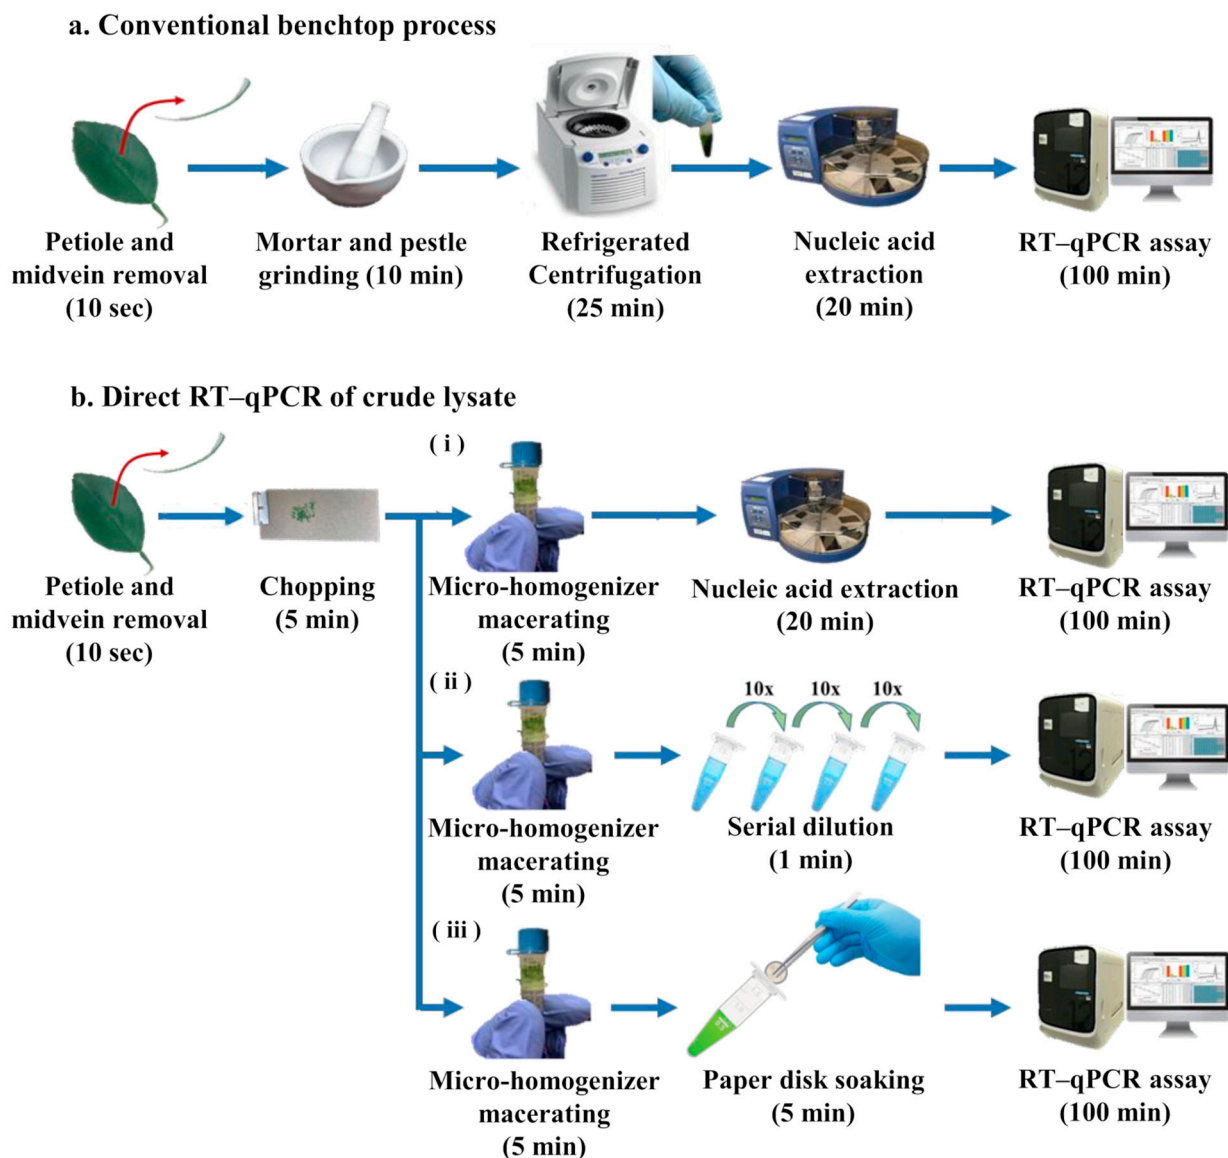 a. Conventional benchtop process
Petiole and
midvein removal
(10 sec)
Mortar and pestle
grinding (10 min)
Refrigerated
Centrifugation
(25 min)
Nucleic acid
extraction
(20 min)
RT–qPCR assay
(100 min)
b. Direct RT–qPCR of crude lysate
Petiole and
midvein removal
(10 sec)
Chopping
(5 min)
( i )
Micro-homogenizer
macerating
(5 min)
Nucleic acid extraction
(20 min)
RT–qPCR assay
(100 min)
( ii )
Micro-homogenizer
macerating
(5 min)
10x 10x 10x
Serial dilution
(1 min)
RT–qPCR assay
(100 min)
( iii )
Micro-homogenizer
macerating
(5 min)
Paper disk soaking
(5 min)
RT–qPCR assay
(100 min)